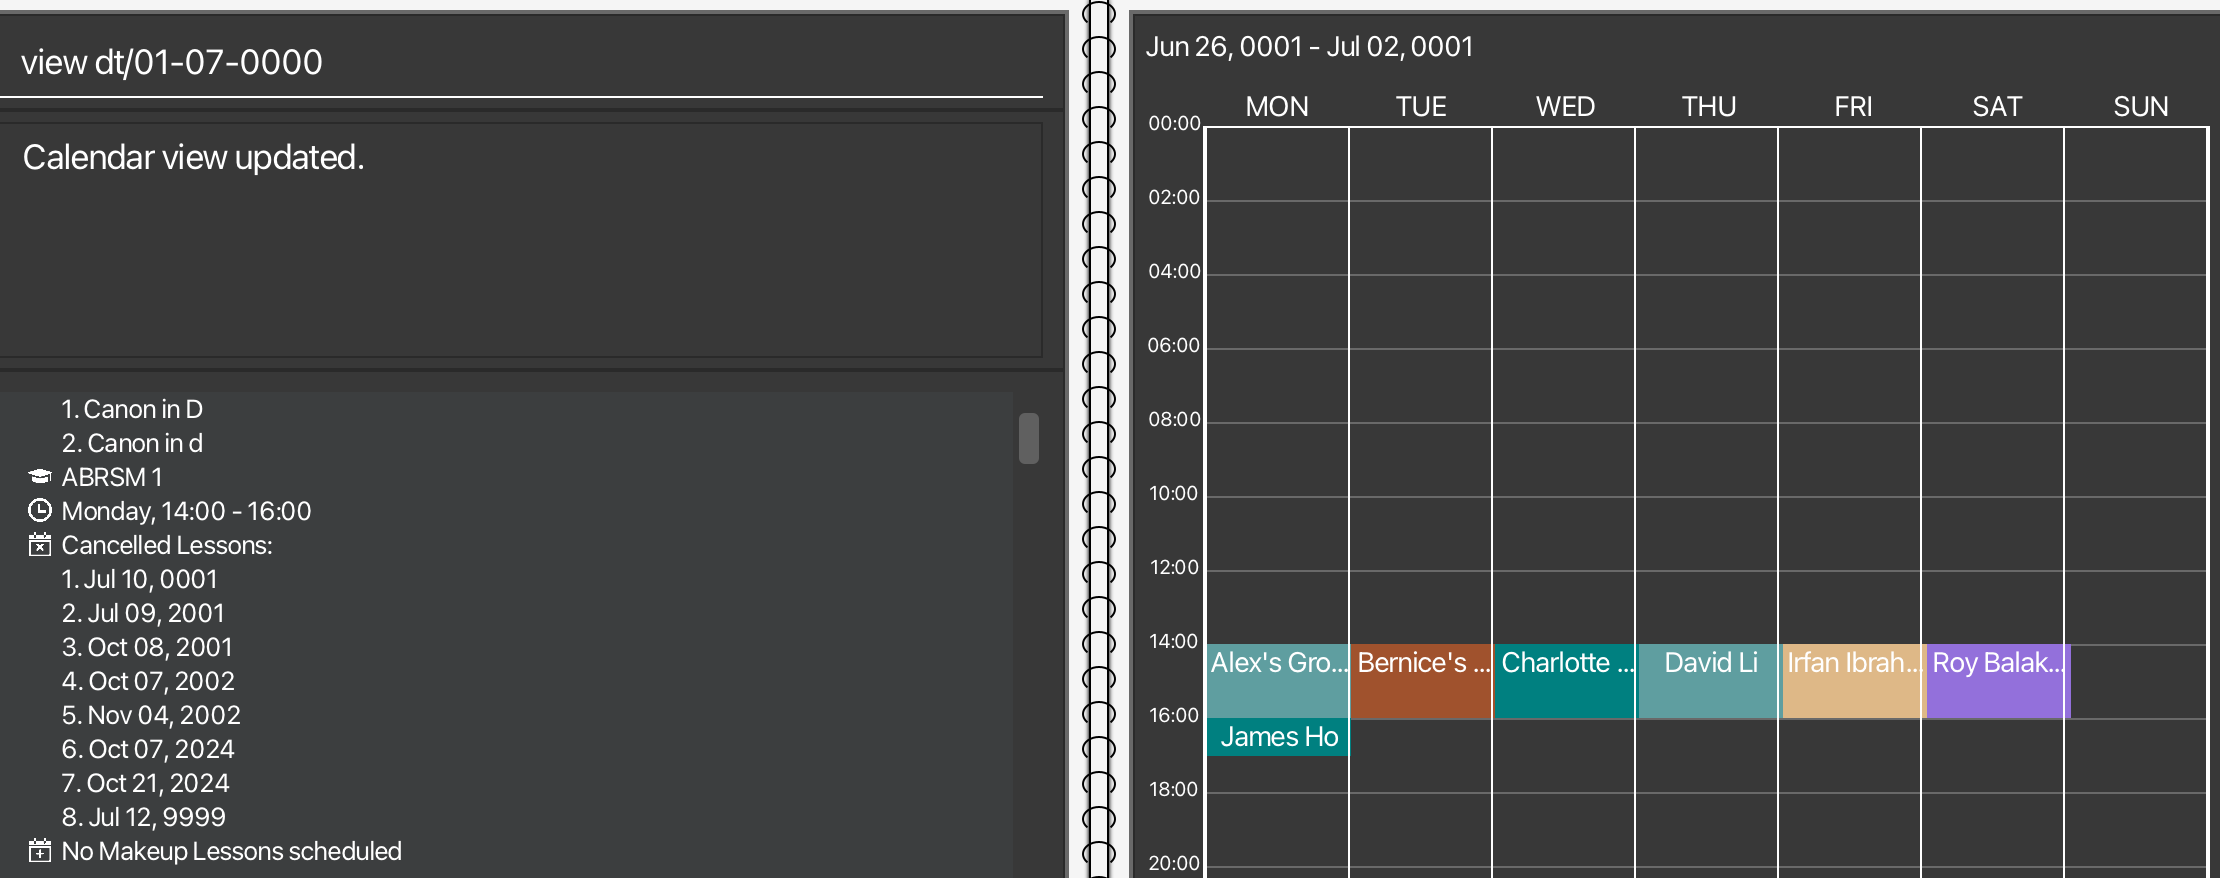 view dt/01-07-0000
Calendar view updated.
1. Canon in D
2. Canon in d
ABRSM 1
Monday, 14:00 - 16:00
Cancelled Lessons:
1. Jul 10, 0001
2. Jul 09, 2001
3. Oct 08, 2001
4. Oct 07, 2002
5. Nov 04, 2002
6. Oct 07, 2024
7. Oct 21, 2024
8. Jul 12, 9999
No Makeup Lessons scheduled
Jun 26, 0001 - Jul 02, 0001
MON TUE WED THU FRI SAT SUN
00:00
02:00
04:00
06:00
08:00
10:00
12:00
14:00
Alex's Gro... Bernice's ... Charlotte ... David Li Irfan Ibrah... Roy Balak...
16:00
James Ho
18:00
20:00